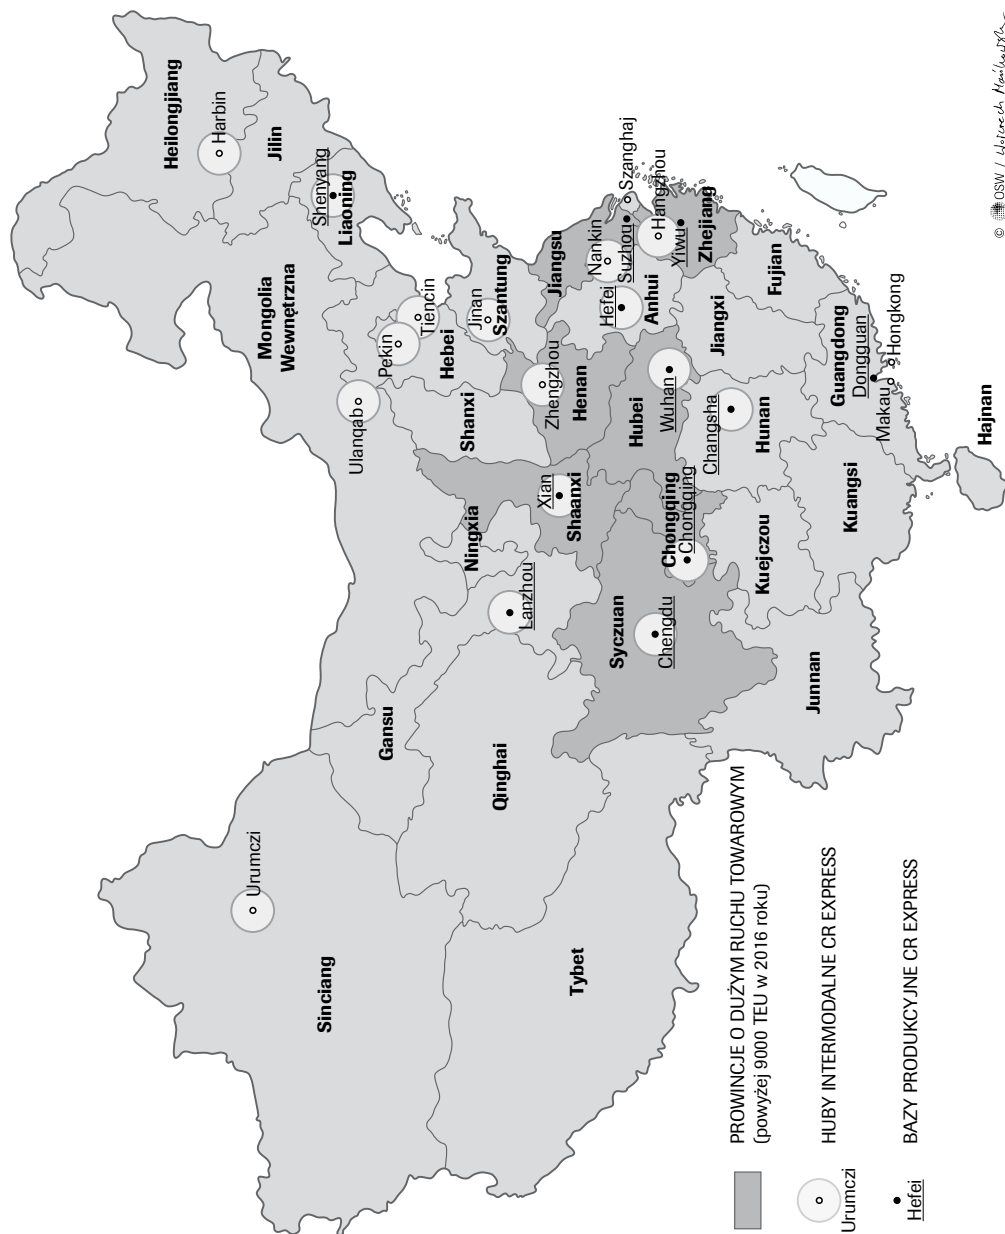 Heilongjiang
Harbin
Jilin
Shenyang
Liaoning
Mongolia
Wewnętrzna
Ulanqab
Pekin
Tiencin
Hebei
Jinan
Szantung
Shanxi
Zhengzhou
Henan
Jiangsu
Nankin
Suzhou
Szanghaj
Hefei
Anhui
Hangzhou
Yiwu
Zhejiang
Ningxia
Xian
Shaanxi
Hubei
Wuhan
Jiangxi
Fujian
Urumczi
Sinciang
Gansu
Qinghai
Lanzhou
Syczuan
Chengdu
Chongqing
Chongqing
Changsha
Hunan
Guangdong
Dongguan
Makau
Hongkong
Kuejczou
Kuangsi
Junnan
Hajnan
Tybet
PROWINCJE O DUŻYM RUCHU TOWAROWYM
(powyżej 9000 TEU w 2016 roku)
Urumczi
HUBY INTERMODALNE CR EXPRESS
Hefei
BAZY PRODUKCYJNE CR EXPRESS
© OSW / Wojciech Mańkowski